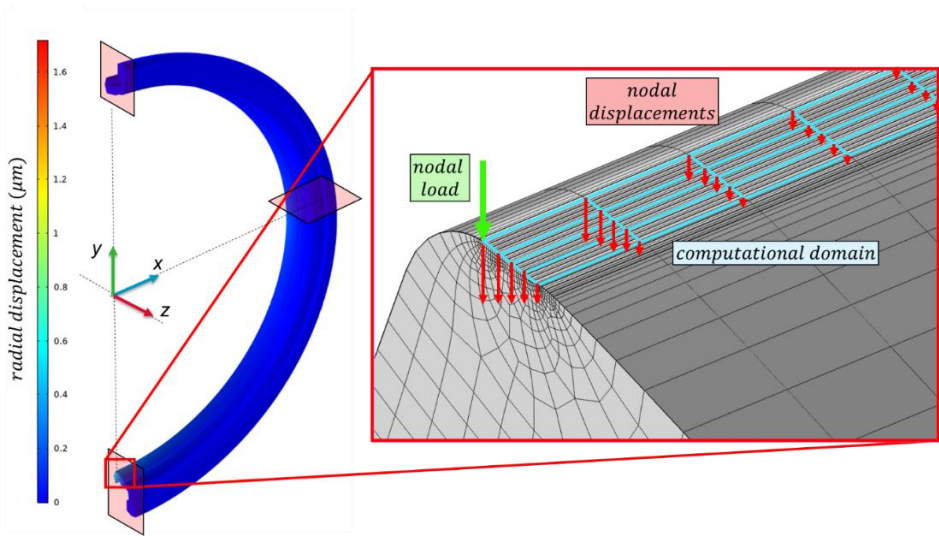 radial displacement (μm)
1.6
1.4
1.2
1
0.8
0.6
0.4
0.2
0
y
x
z
nodal
displacements
nodal
load
computational domain